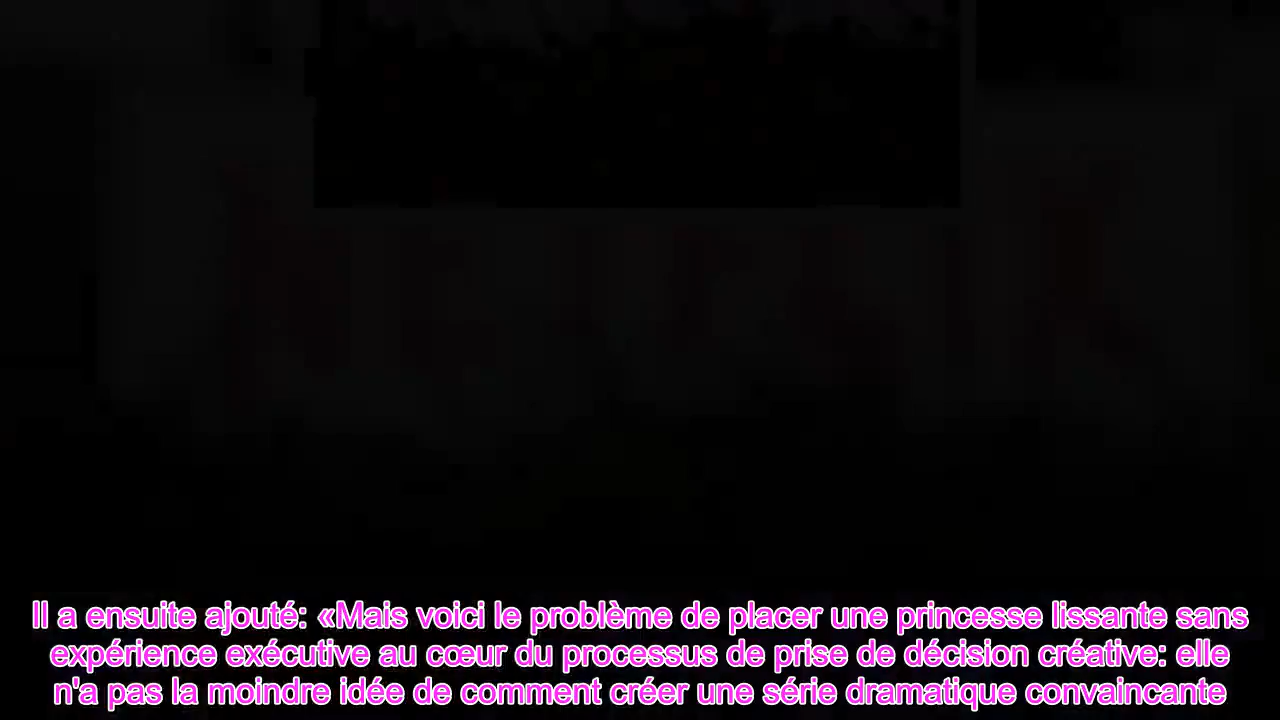 Il a ensuite ajouté: «Mais voici le problème de placer une princesse lissante sans
expérience exécutive au cœur du processus de prise de décision créative: elle
n'a pas la moindre idée de comment créer une série dramatique convaincante